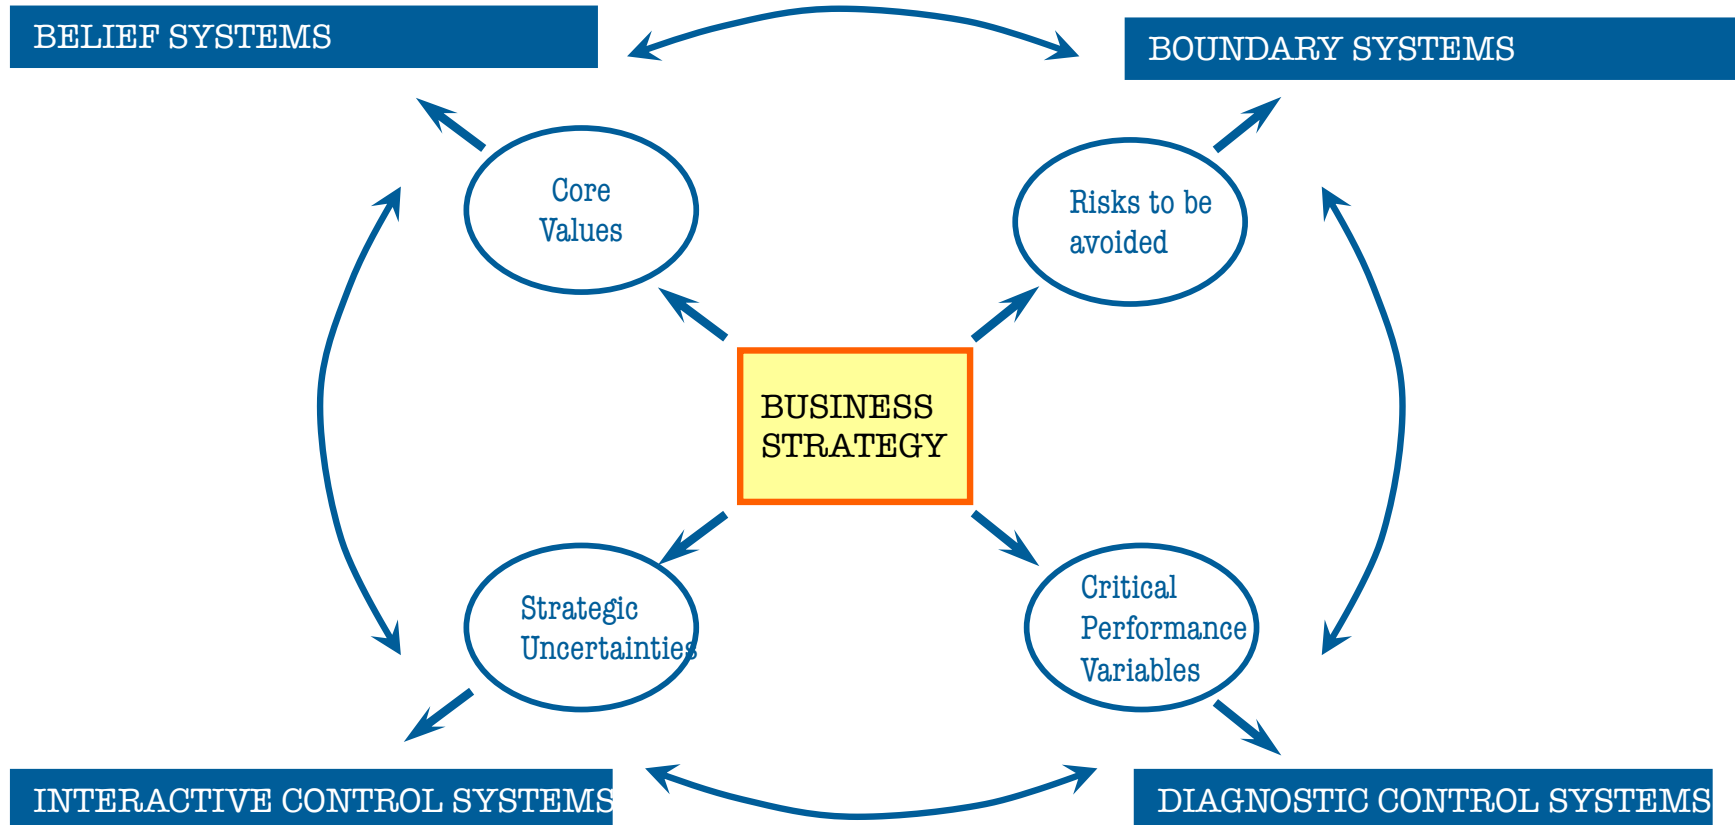 BELIEF SYSTEMS
BOUNDARY SYSTEMS
Core
Values
Risks to be
avoided
BUSINESS
STRATEGY
Strategic
Uncertainties
Critical
Performance
Variables
INTERACTIVE CONTROL SYSTEMS
DIAGNOSTIC CONTROL SYSTEMS